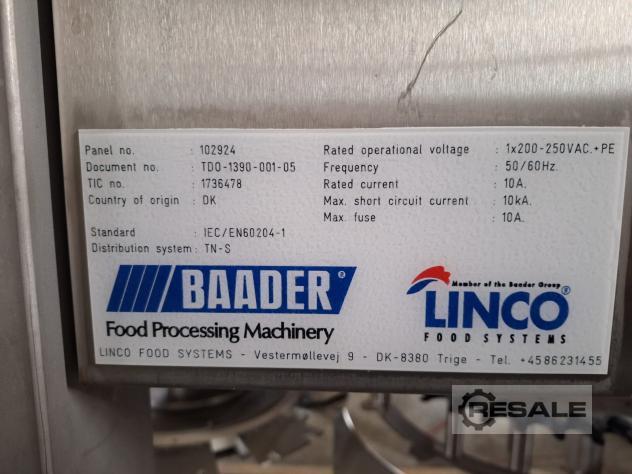 Panel no. : 102924
Document no. : TDO-1390-001-05
TIC no. : 1736478
Country of origin : DK
Standard : IEC/EN60204-1
Distribution system : TN-S
Rated operational voltage : 1x200-250VAC.+PE
Frequency : 50/60Hz.
Rated current : 10A.
Max. short circuit current : 10kA.
Max. fuse : 10A.
BAADER®
Food Processing Machinery
Member of the Baader Group
LINCO®
FOOD SYSTEMS
LINCO FOOD SYSTEMS - Vestermøllevej 9 - DK-8380 Trige - Tel. +4586231455
RESALE